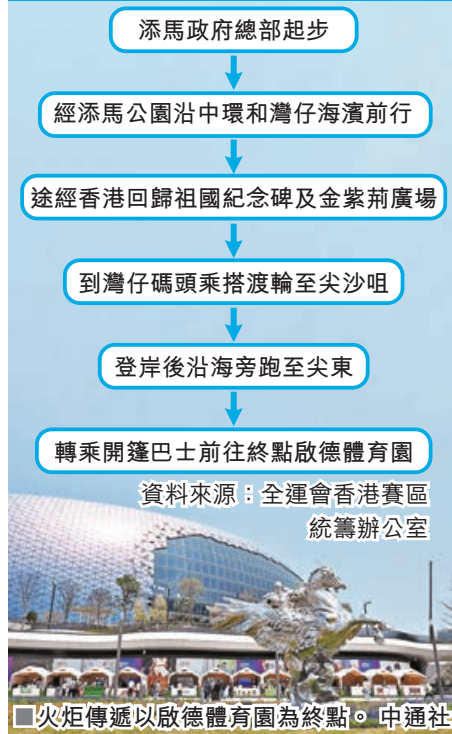 添馬政府總部起步
經添馬公園沿中環和灣仔海濱前行
途經香港回歸祖國紀念碑及金紫荊廣場
到灣仔碼頭乘搭渡輪至尖沙咀
登岸後沿海旁跑至尖東
轉乘開篷巴士前往終點啟德體育園
資料來源：全運會香港賽區
統籌辦公室
■火炬傳遞以啟德體育園為終點。 中通社